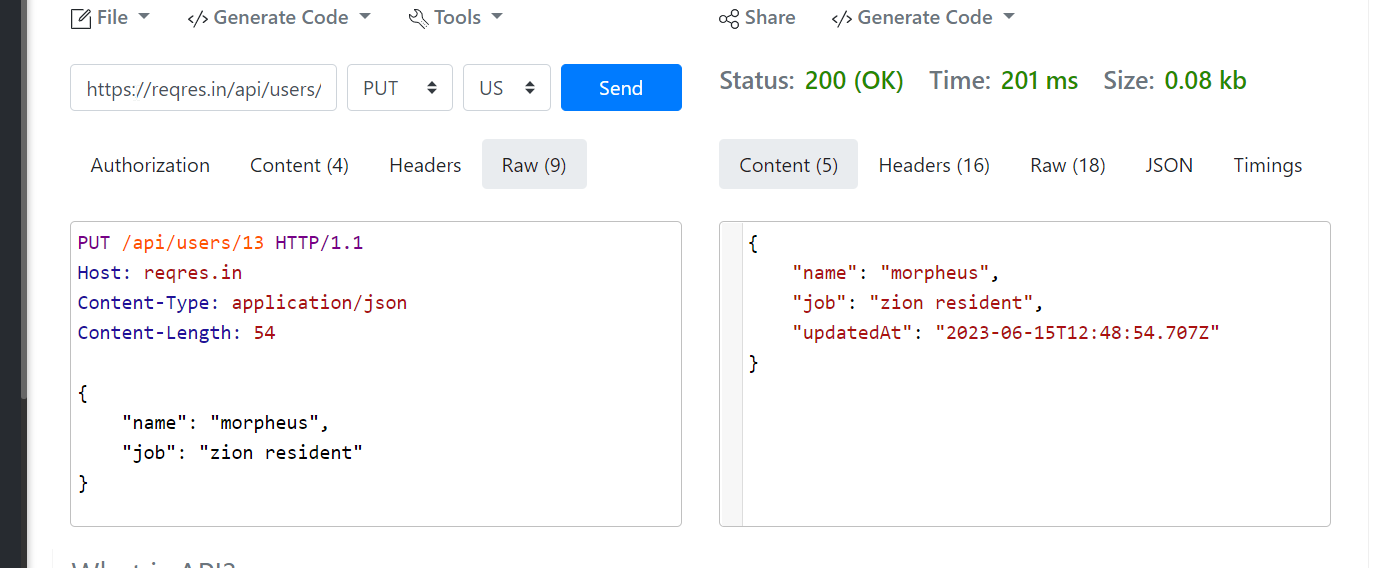 File </> Generate Code Tools Share </> Generate Code
https://reqres.in/api/users/ PUT US Send Status: 200 (OK) Time: 201 ms Size: 0.08 kb
Authorization Content (4) Headers Raw (9) Content (5) Headers (16) Raw (18) JSON Timings
PUT /api/users/13 HTTP/1.1
Host: reqres.in
Content-Type: application/json
Content-Length: 54
{
"name": "morpheus",
"job": "zion resident"
}
{
"name": "morpheus",
"job": "zion resident",
"updatedAt": "2023-06-15T12:48:54.707Z"
}
What is API?